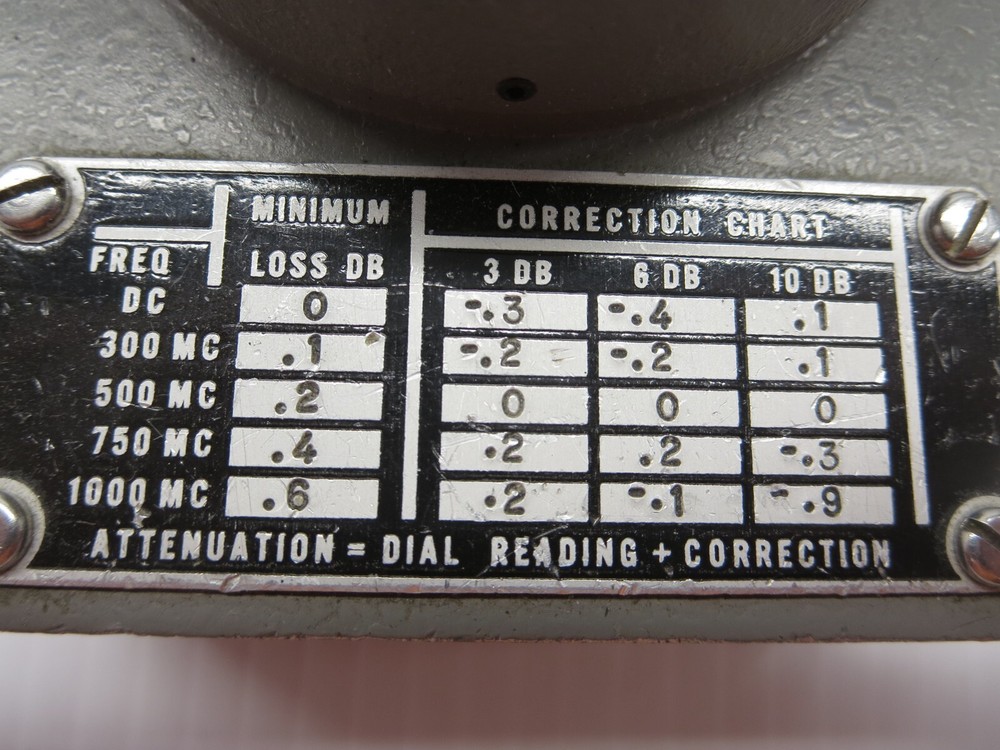 MINIMUM CORRECTION CHART
FREQ LOSS DB 3 DB 6 DB 10 DB
DC 0 -.3 -.4 .1
300 MC .1 -.2 -.2 .1
500 MC .2 0 0 0
750 MC .4 .2 .2 -.3
1000 MC .6 .2 -.1 -.9
ATTENUATION = DIAL READING + CORRECTION